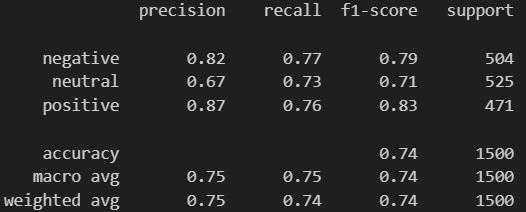 precision recall f1-score support
negative 0.82 0.77 0.79 504
neutral 0.67 0.73 0.71 525
positive 0.87 0.76 0.83 471
accuracy 0.74 1500
macro avg 0.75 0.75 0.74 1500
weighted avg 0.75 0.74 0.74 1500